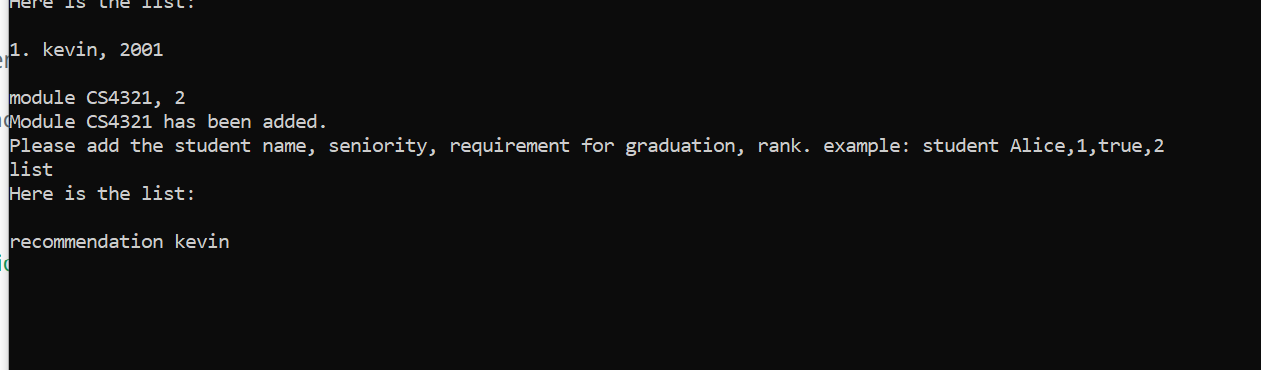 Here is the list:
1. kevin, 2001
module CS4321, 2
Module CS4321 has been added.
Please add the student name, seniority, requirement for graduation, rank. example: student Alice,1,true,2
list
Here is the list:
recommendation kevin